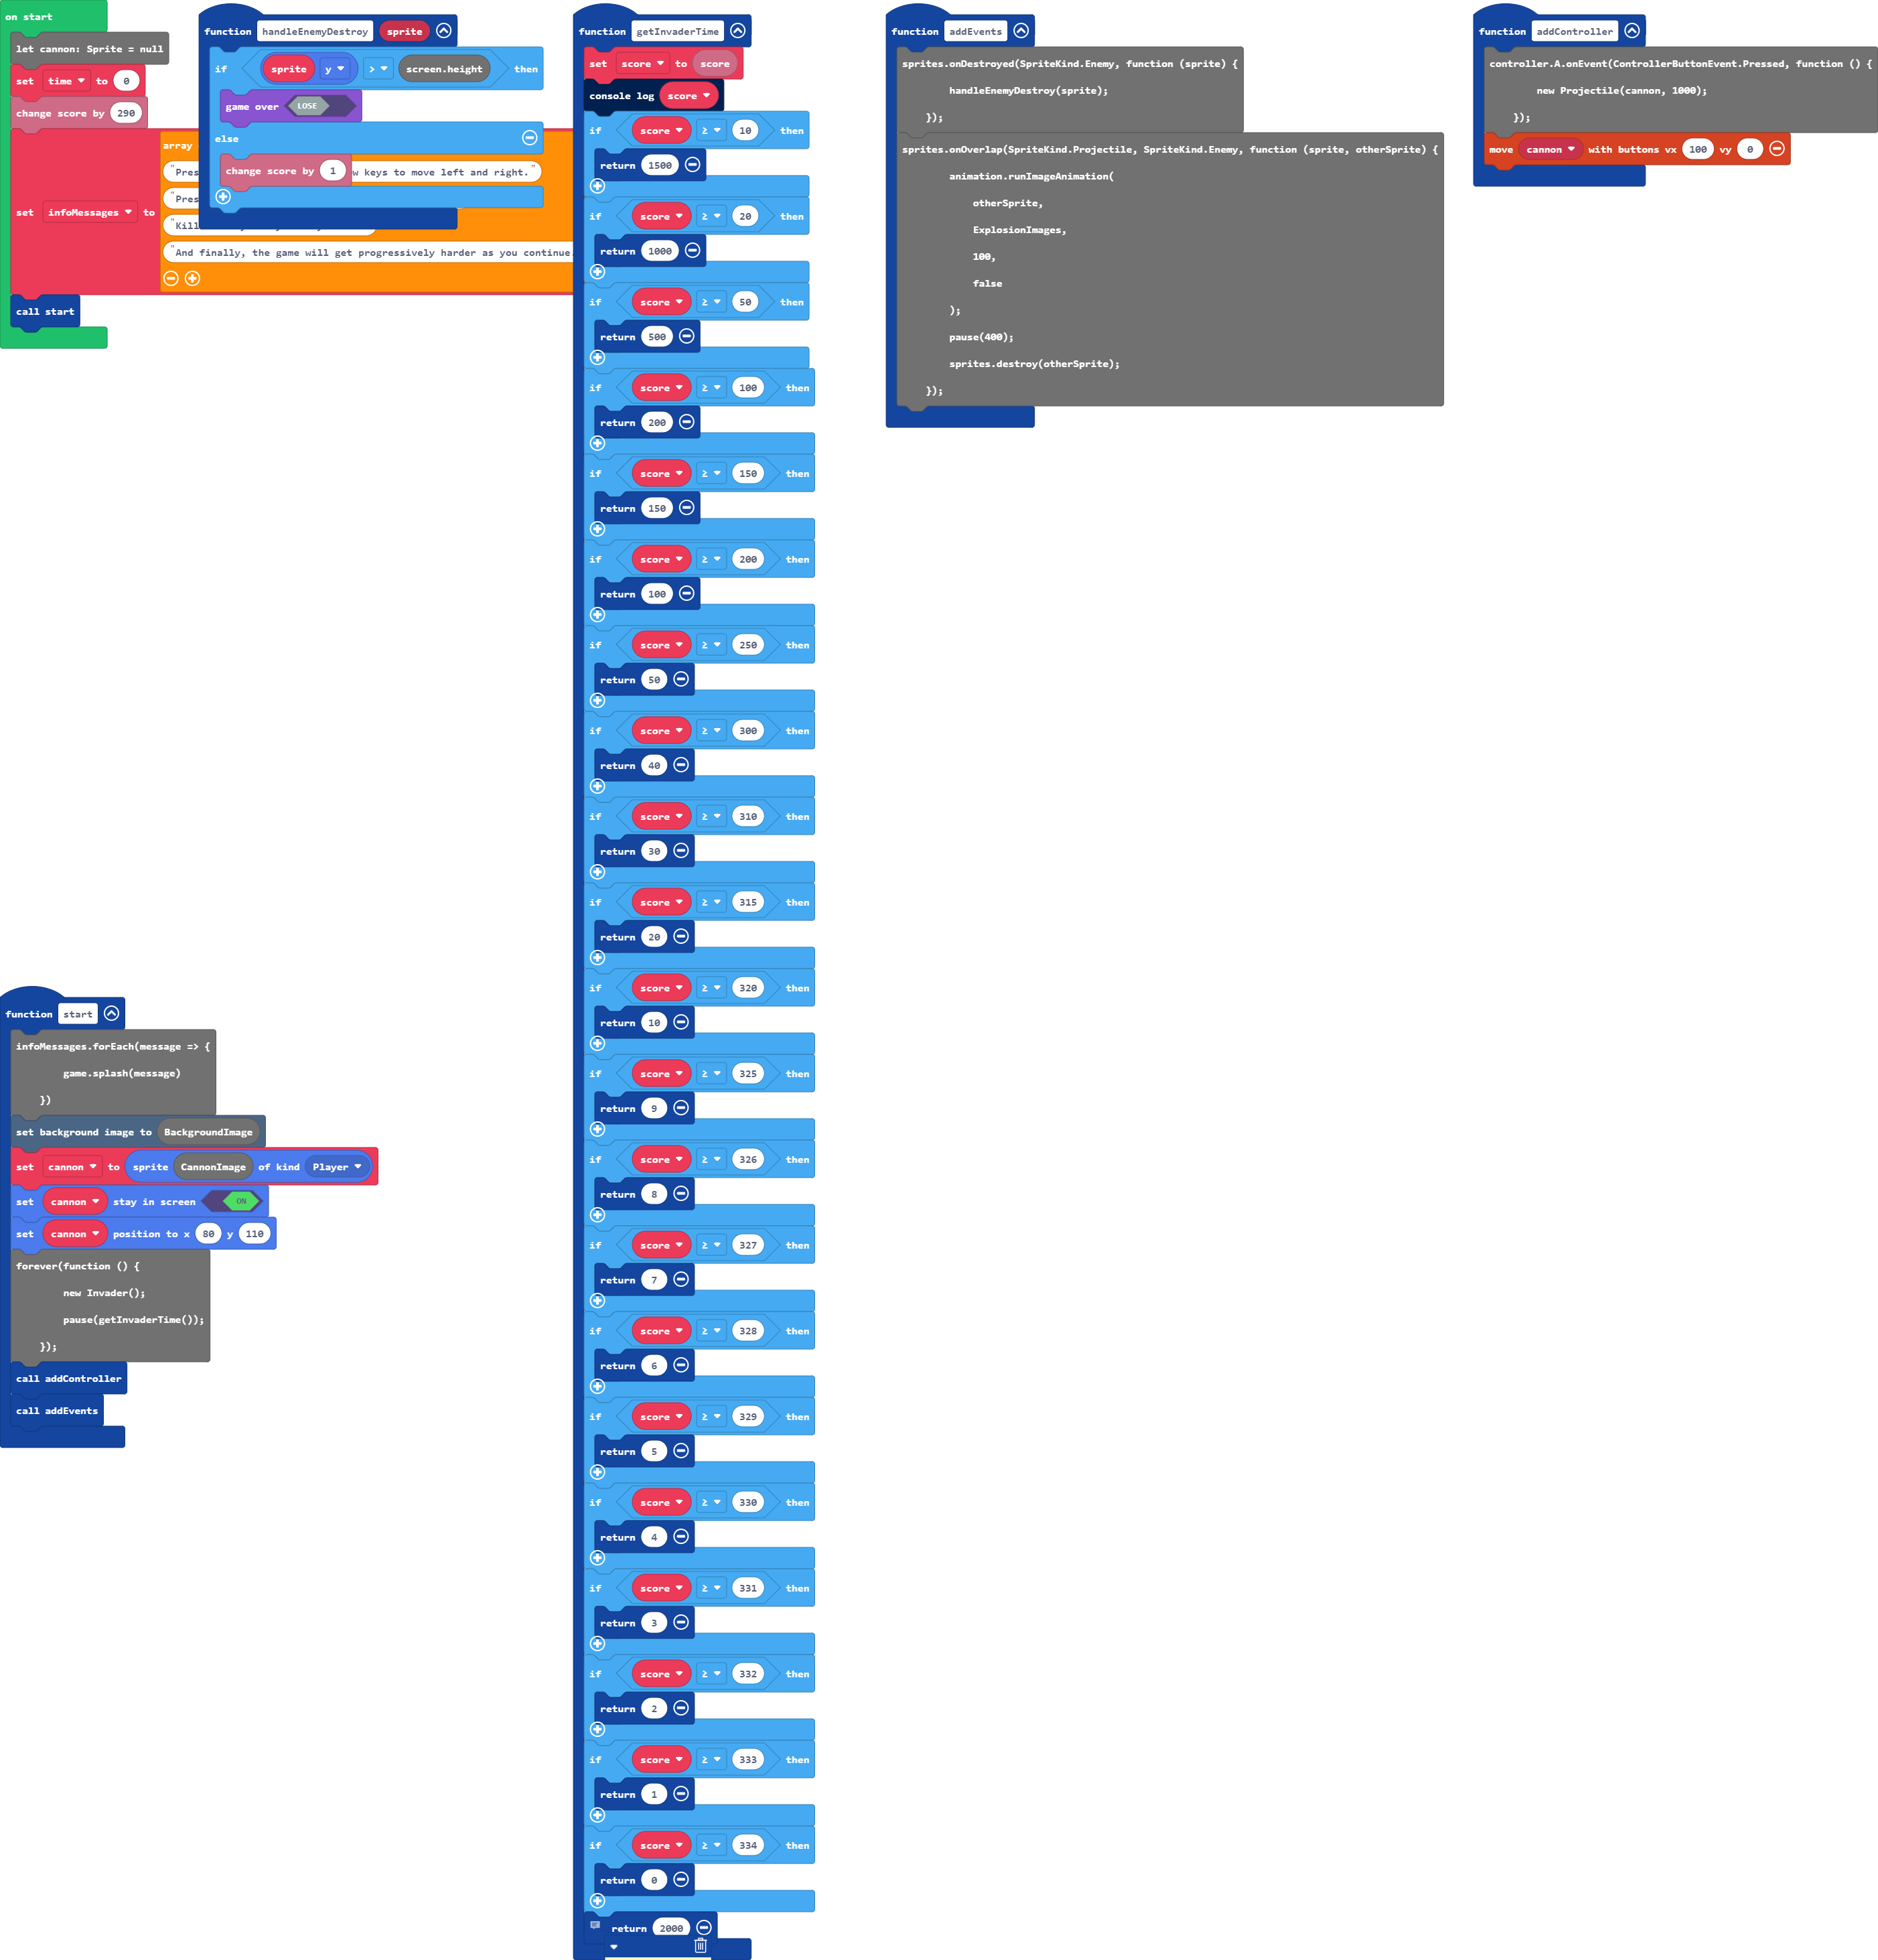 on start
let cannon: Sprite = null
set time to 0
change score by 290
set infoMessages to
array
"Pres
w keys to move left and right."
"Pres
"Kill
"And finally, the game will get progressively harder as you continue.
call start
function handleEnemyDestroy sprite
if sprite y > screen.height then
game over LOSE
else
change score by 1
function getInvaderTime
set score to score
console log score
if score ≥ 10 then
return 1500
if score ≥ 20 then
return 1000
if score ≥ 50 then
return 500
if score ≥ 100 then
return 200
if score ≥ 150 then
return 150
if score ≥ 200 then
return 100
if score ≥ 250 then
return 50
if score ≥ 300 then
return 40
if score ≥ 310 then
return 30
if score ≥ 315 then
return 20
if score ≥ 320 then
return 10
if score ≥ 325 then
return 9
if score ≥ 326 then
return 8
if score ≥ 327 then
return 7
if score ≥ 328 then
return 6
if score ≥ 329 then
return 5
if score ≥ 330 then
return 4
if score ≥ 331 then
return 3
if score ≥ 332 then
return 2
if score ≥ 333 then
return 1
if score ≥ 334 then
return 0
return 2000
function addEvents
sprites.onDestroyed(SpriteKind.Enemy, function (sprite) {
handleEnemyDestroy(sprite);
});
sprites.onOverlap(SpriteKind.Projectile, SpriteKind.Enemy, function (sprite, otherSprite) {
animation.runImageAnimation(
otherSprite,
ExplosionImages,
100,
false
);
pause(400);
sprites.destroy(otherSprite);
});
function addController
controller.A.onEvent(ControllerButtonEvent.Pressed, function () {
new Projectile(cannon, 1000);
});
move cannon with buttons vx 100 vy 0
function start
infoMessages.forEach(message => {
game.splash(message)
})
set background image to BackgroundImage
set cannon to sprite CannonImage of kind Player
set cannon stay in screen ON
set cannon position to x 80 y 110
forever(function () {
new Invader();
pause(getInvaderTime());
});
call addController
call addEvents